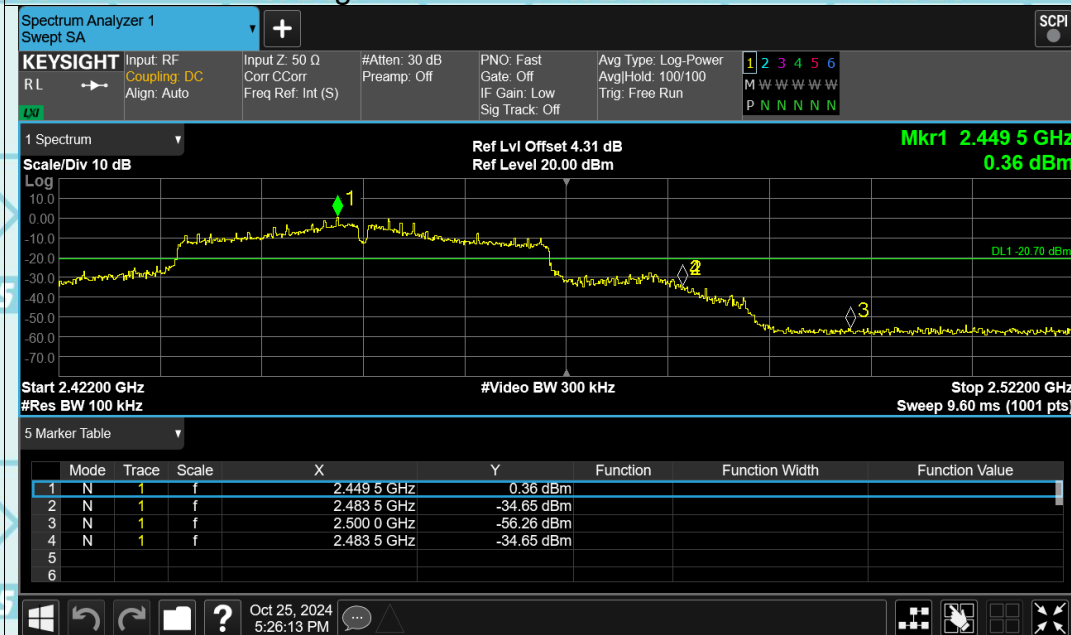 Spectrum Analyzer 1
Swept SA
+
SCPI
KEYSIGHT
RL
LXI
Input: RF
Coupling: DC
Align: Auto
Input Z: 50 Ω
Corr CCorr
Freq Ref: Int (S)
#Atten: 30 dB
Preamp: Off
PNO: Fast
Gate: Off
IF Gain: Low
Sig Track: Off
Avg Type: Log-Power
Avg|Hold: 100/100
Trig: Free Run
1 2 3 4 5 6
M W W W W W
P N N N N N
1 Spectrum
Scale/Div 10 dB
Ref Lvl Offset 4.31 dB
Ref Level 20.00 dBm
Mkr1 2.449 5 GHz
0.36 dBm
Log
10.0
0.00
-10.0
-20.0
-30.0
-40.0
-50.0
-60.0
-70.0
1
3
DL1 -20.70 dBm
Start 2.42200 GHz
#Video BW 300 kHz
Stop 2.52200 GHz
#Res BW 100 kHz
Sweep 9.60 ms (1001 pts)
5 Marker Table
Mode Trace Scale X Y Function Function Width Function Value
1 N 1 f 2.449 5 GHz 0.36 dBm
2 N 1 f 2.483 5 GHz -34.65 dBm
3 N 1 f 2.500 0 GHz -56.26 dBm
4 N 1 f 2.483 5 GHz -34.65 dBm
5
6
?
Oct 25, 2024
5:26:13 PM